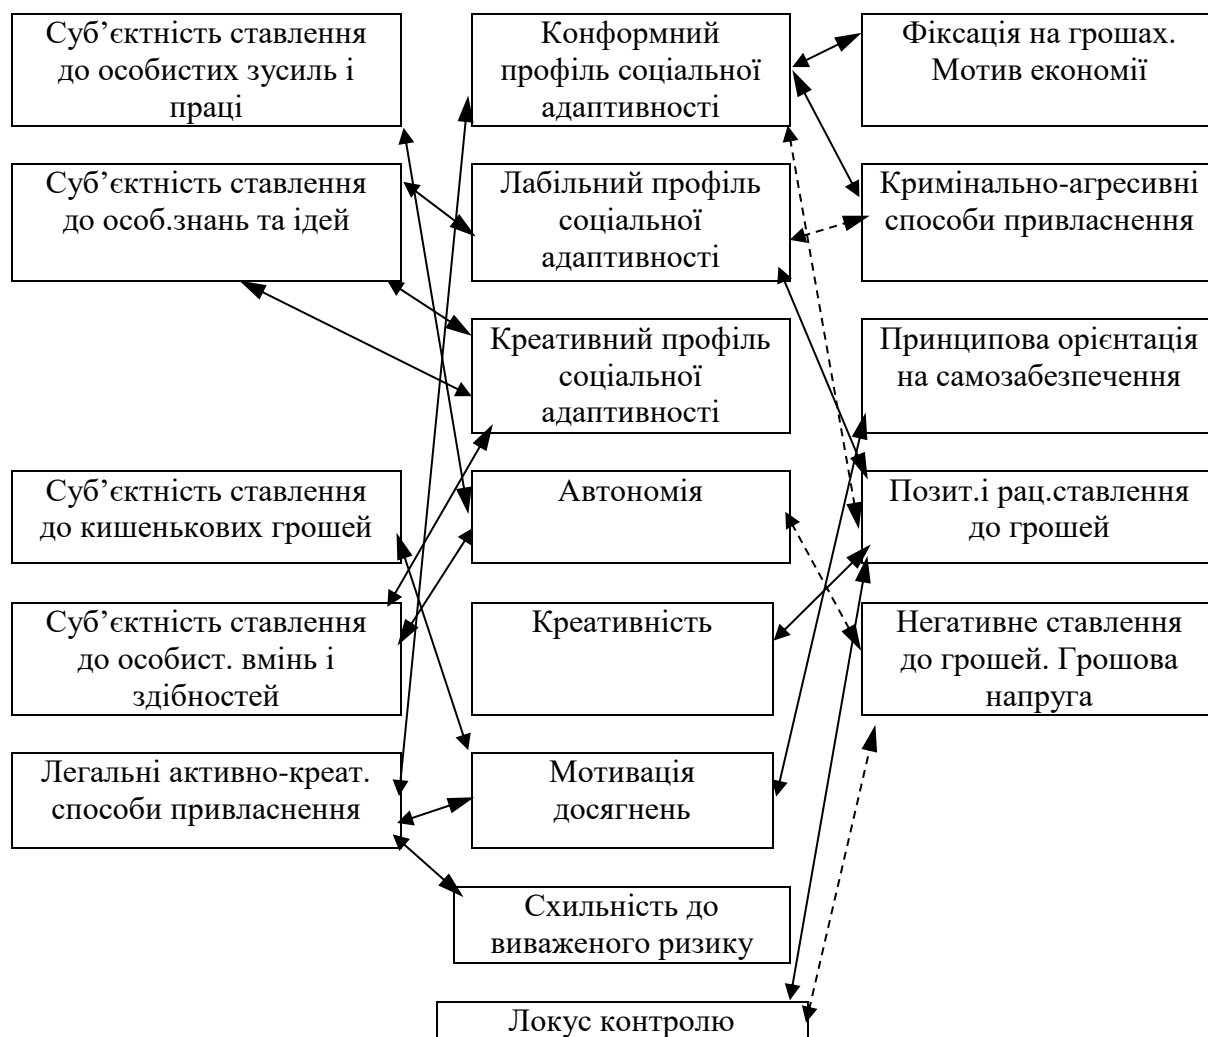 Суб’єктність ставлення
до особистих зусиль і
праці
Конформний
профіль соціальної
адаптивності
Фіксація на грошах.
Мотив економії
Суб’єктність ставлення
до особ.знань та ідей
Лабільний профіль
соціальної
адаптивності
Кримінально-агресивні
способи привласнення
Креативний профіль
соціальної
адаптивності
Принципова орієнтація
на самозабезпечення
Суб’єктність ставлення
до кишенькових грошей
Автономія
Позит.і рац.ставлення
до грошей
Суб’єктність ставлення
до особист. вмінь і
здібностей
Креативність
Негативне ставлення
до грошей. Грошова
напруга
Легальні активно-креат.
способи привласнення
Мотивація
досягнень
Схильність до
виваженого ризику
Локус контролю